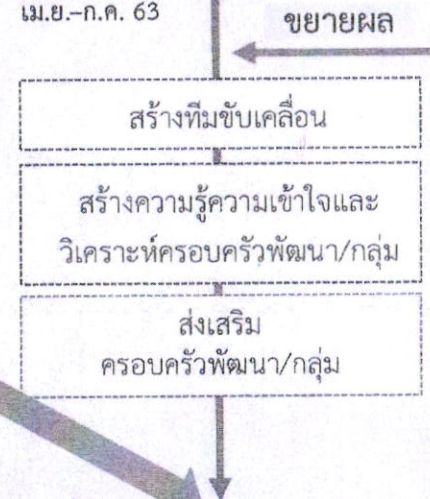 เม.ย.–ก.ค. 63
ขยายผล
สร้างทีมขับเคลื่อน
สร้างความรู้ความเข้าใจและ
วิเคราะห์ครอบครัวพัฒนา/กลุ่ม
ส่งเสริม
ครอบครัวพัฒนา/กลุ่ม